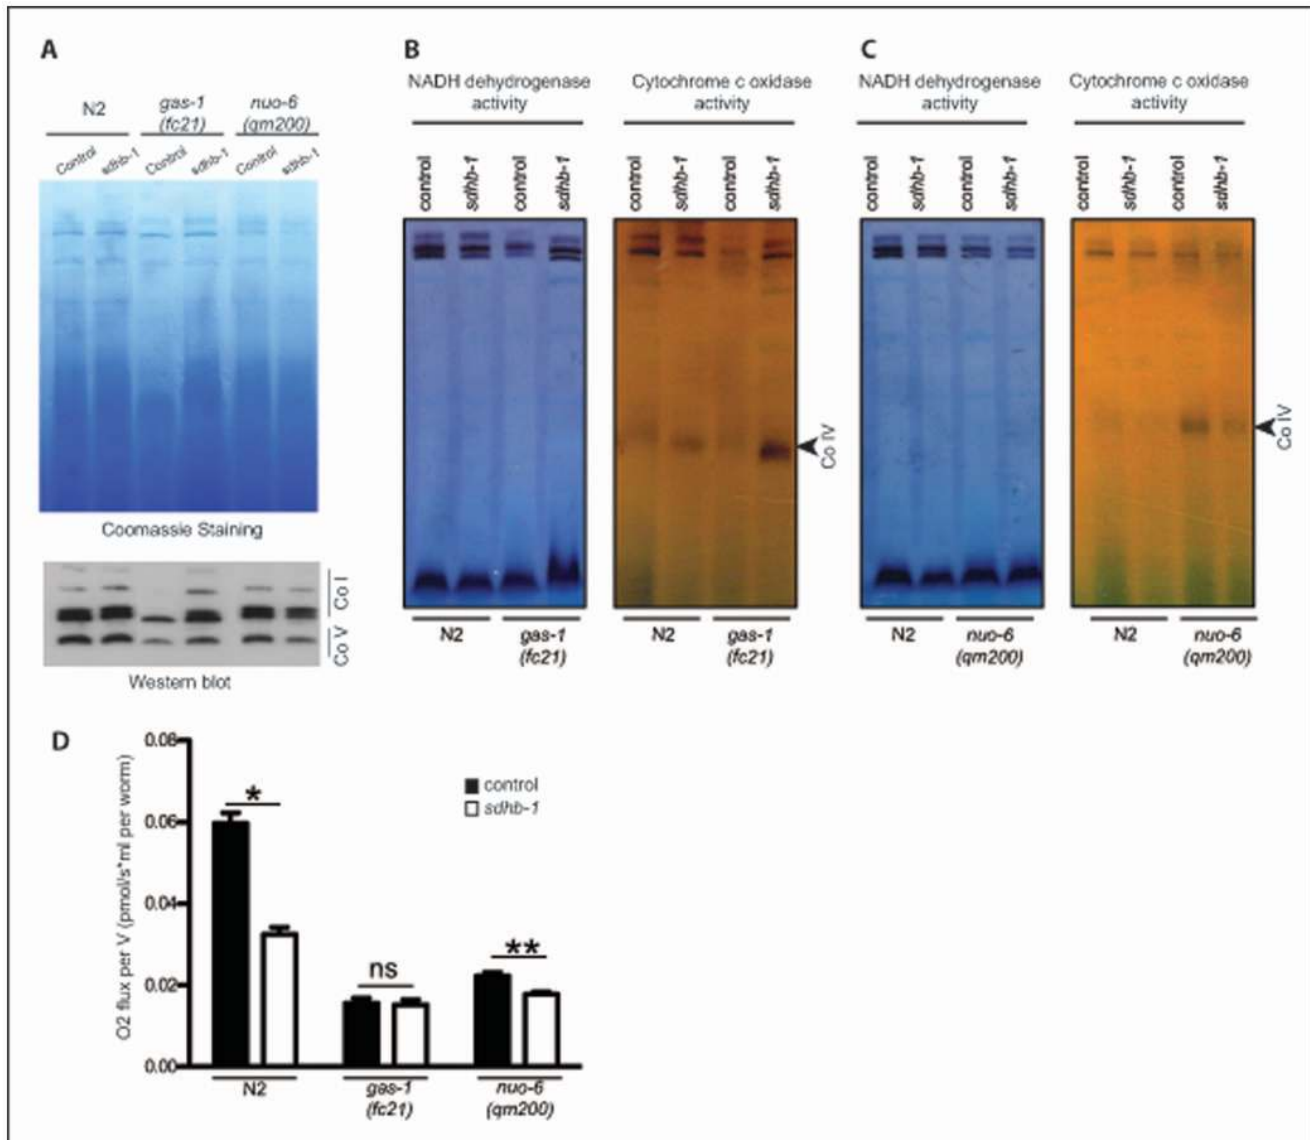 A
N2
gas-1
(fc21)
nuo-6
(qm200)
Control
sdhb-1
Control
sdhb-1
Control
sdhb-1
Coomassie Staining
Co I
Co V
Western blot
B
NADH dehydrogenase
activity
Cytochrome c oxidase
activity
control
sdhb-1
control
sdhb-1
control
sdhb-1
control
sdhb-1
Co IV
N2
gas-1
(fc21)
N2
gas-1
(fc21)
C
NADH dehydrogenase
activity
Cytochrome c oxidase
activity
control
sdhb-1
control
sdhb-1
control
sdhb-1
control
sdhb-1
Co IV
N2
nuo-6
(qm200)
N2
nuo-6
(qm200)
D
O2 flux per V (pmol/s*ml per worm)
0.08
0.06
0.04
0.02
0.00
*
ns
**
control
sdhb-1
N2
gas-1
(fc21)
nuo-6
(qm200)